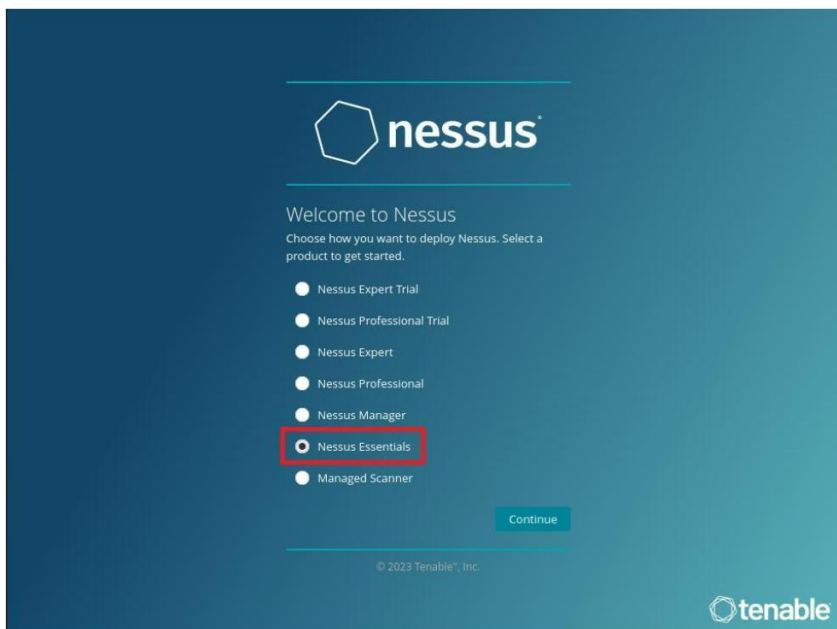 nessus
Welcome to Nessus
Choose how you want to deploy Nessus. Select a
product to get started.
Nessus Expert Trial
Nessus Professional Trial
Nessus Expert
Nessus Professional
Nessus Manager
Nessus Essentials
Managed Scanner
Continue
© 2023 Tenable™, Inc.
tenable